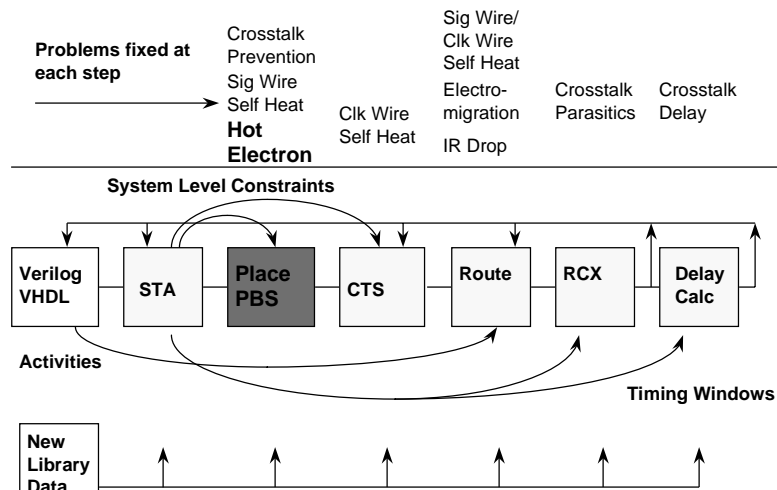 Problems fixed at
each step
Crosstalk
Prevention
Sig Wire
Self Heat
Hot
Electron
Clk Wire
Self Heat
Sig Wire/
Clk Wire
Self Heat
Electro-
migration
IR Drop
Crosstalk
Parasitics
Crosstalk
Delay
System Level Constraints
Verilog
VHDL
STA
Place
PBS
CTS
Route
RCX
Delay
Calc
Activities
Timing Windows
New
Library
Data